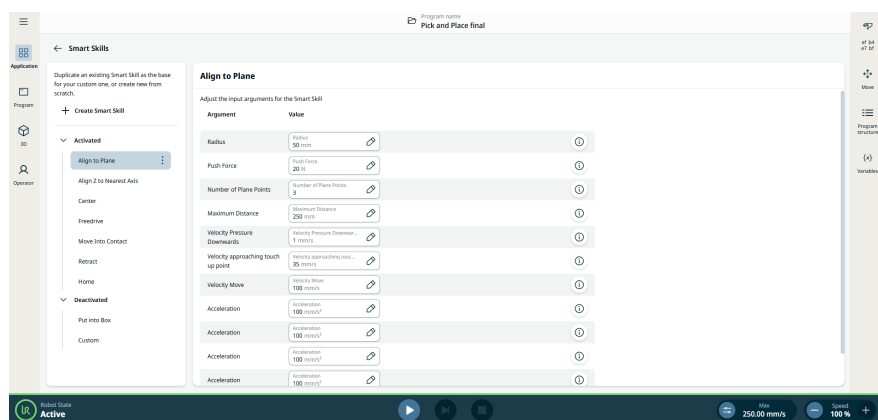 Program name
Pick and Place final
Application
Program
3D
Operator
Smart Skills
Duplicate an existing Smart Skill as the base
for your custom one, or create new from
scratch.
Create Smart Skill
Activated
Align to Plane
Align Z to Nearest Axis
Center
Freedrive
Move Into Contact
Retract
Home
Deactivated
Put into Box
Custom
Align to Plane
Adjust the input arguments for the Smart Skill
Argument Value
Radius
Radius
50 mm
Push Force
Push Force
20 N
Number of Plane Points
Number of Plane Points
3
Maximum Distance
Maximum Distance
250 mm
Velocity Pressure
Downwards
Velocity Pressure Downwar...
1 mm/s
Velocity approaching touch
up point
Velocity approaching touc...
35 mm/s
Velocity Move
Velocity Move
100 mm/s
Acceleration
Acceleration
100 mm/s²
Acceleration
Acceleration
100 mm/s²
Acceleration
Acceleration
100 mm/s²
Acceleration
Acceleration
100 mm/s²
ef b4
a7 bf
Move
Program
structure
{x}
Variables
UR
Robot State
Active
Max
250.00 mm/s
Speed
100 %